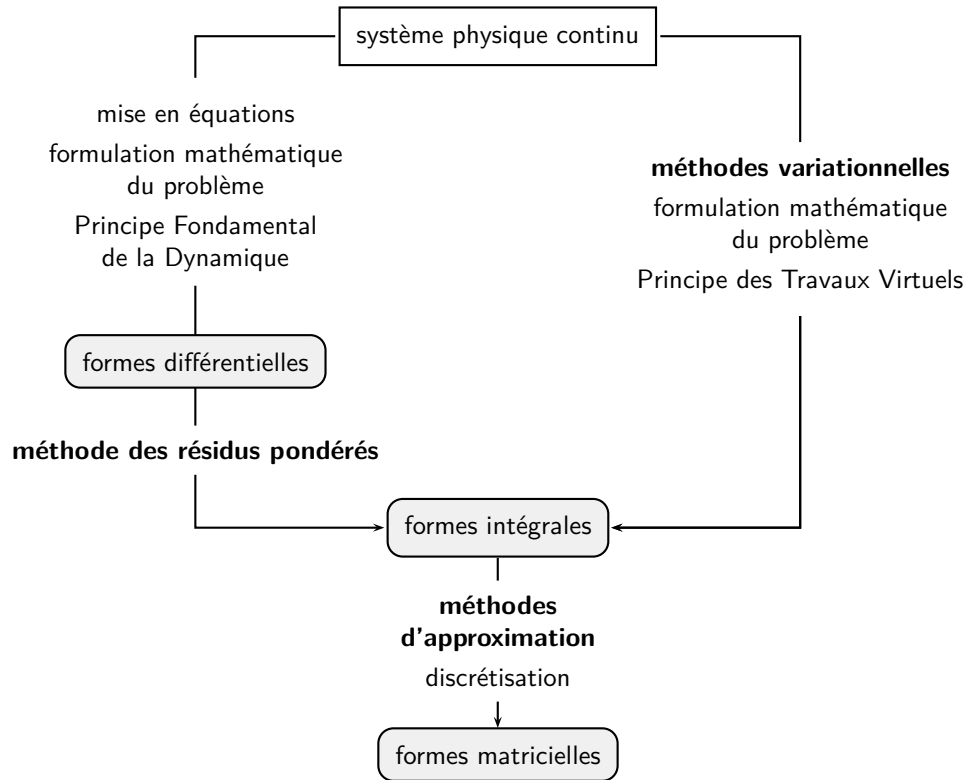 système physique continu
mise en équations
formulation mathématique
du problème
Principe Fondamental
de la Dynamique
méthodes variationnelles
formulation mathématique
du problème
Principe des Travaux Virtuels
formes différentielles
méthode des résidus pondérés
formes intégrales
méthodes
d'approximation
discrétisation
formes matricielles